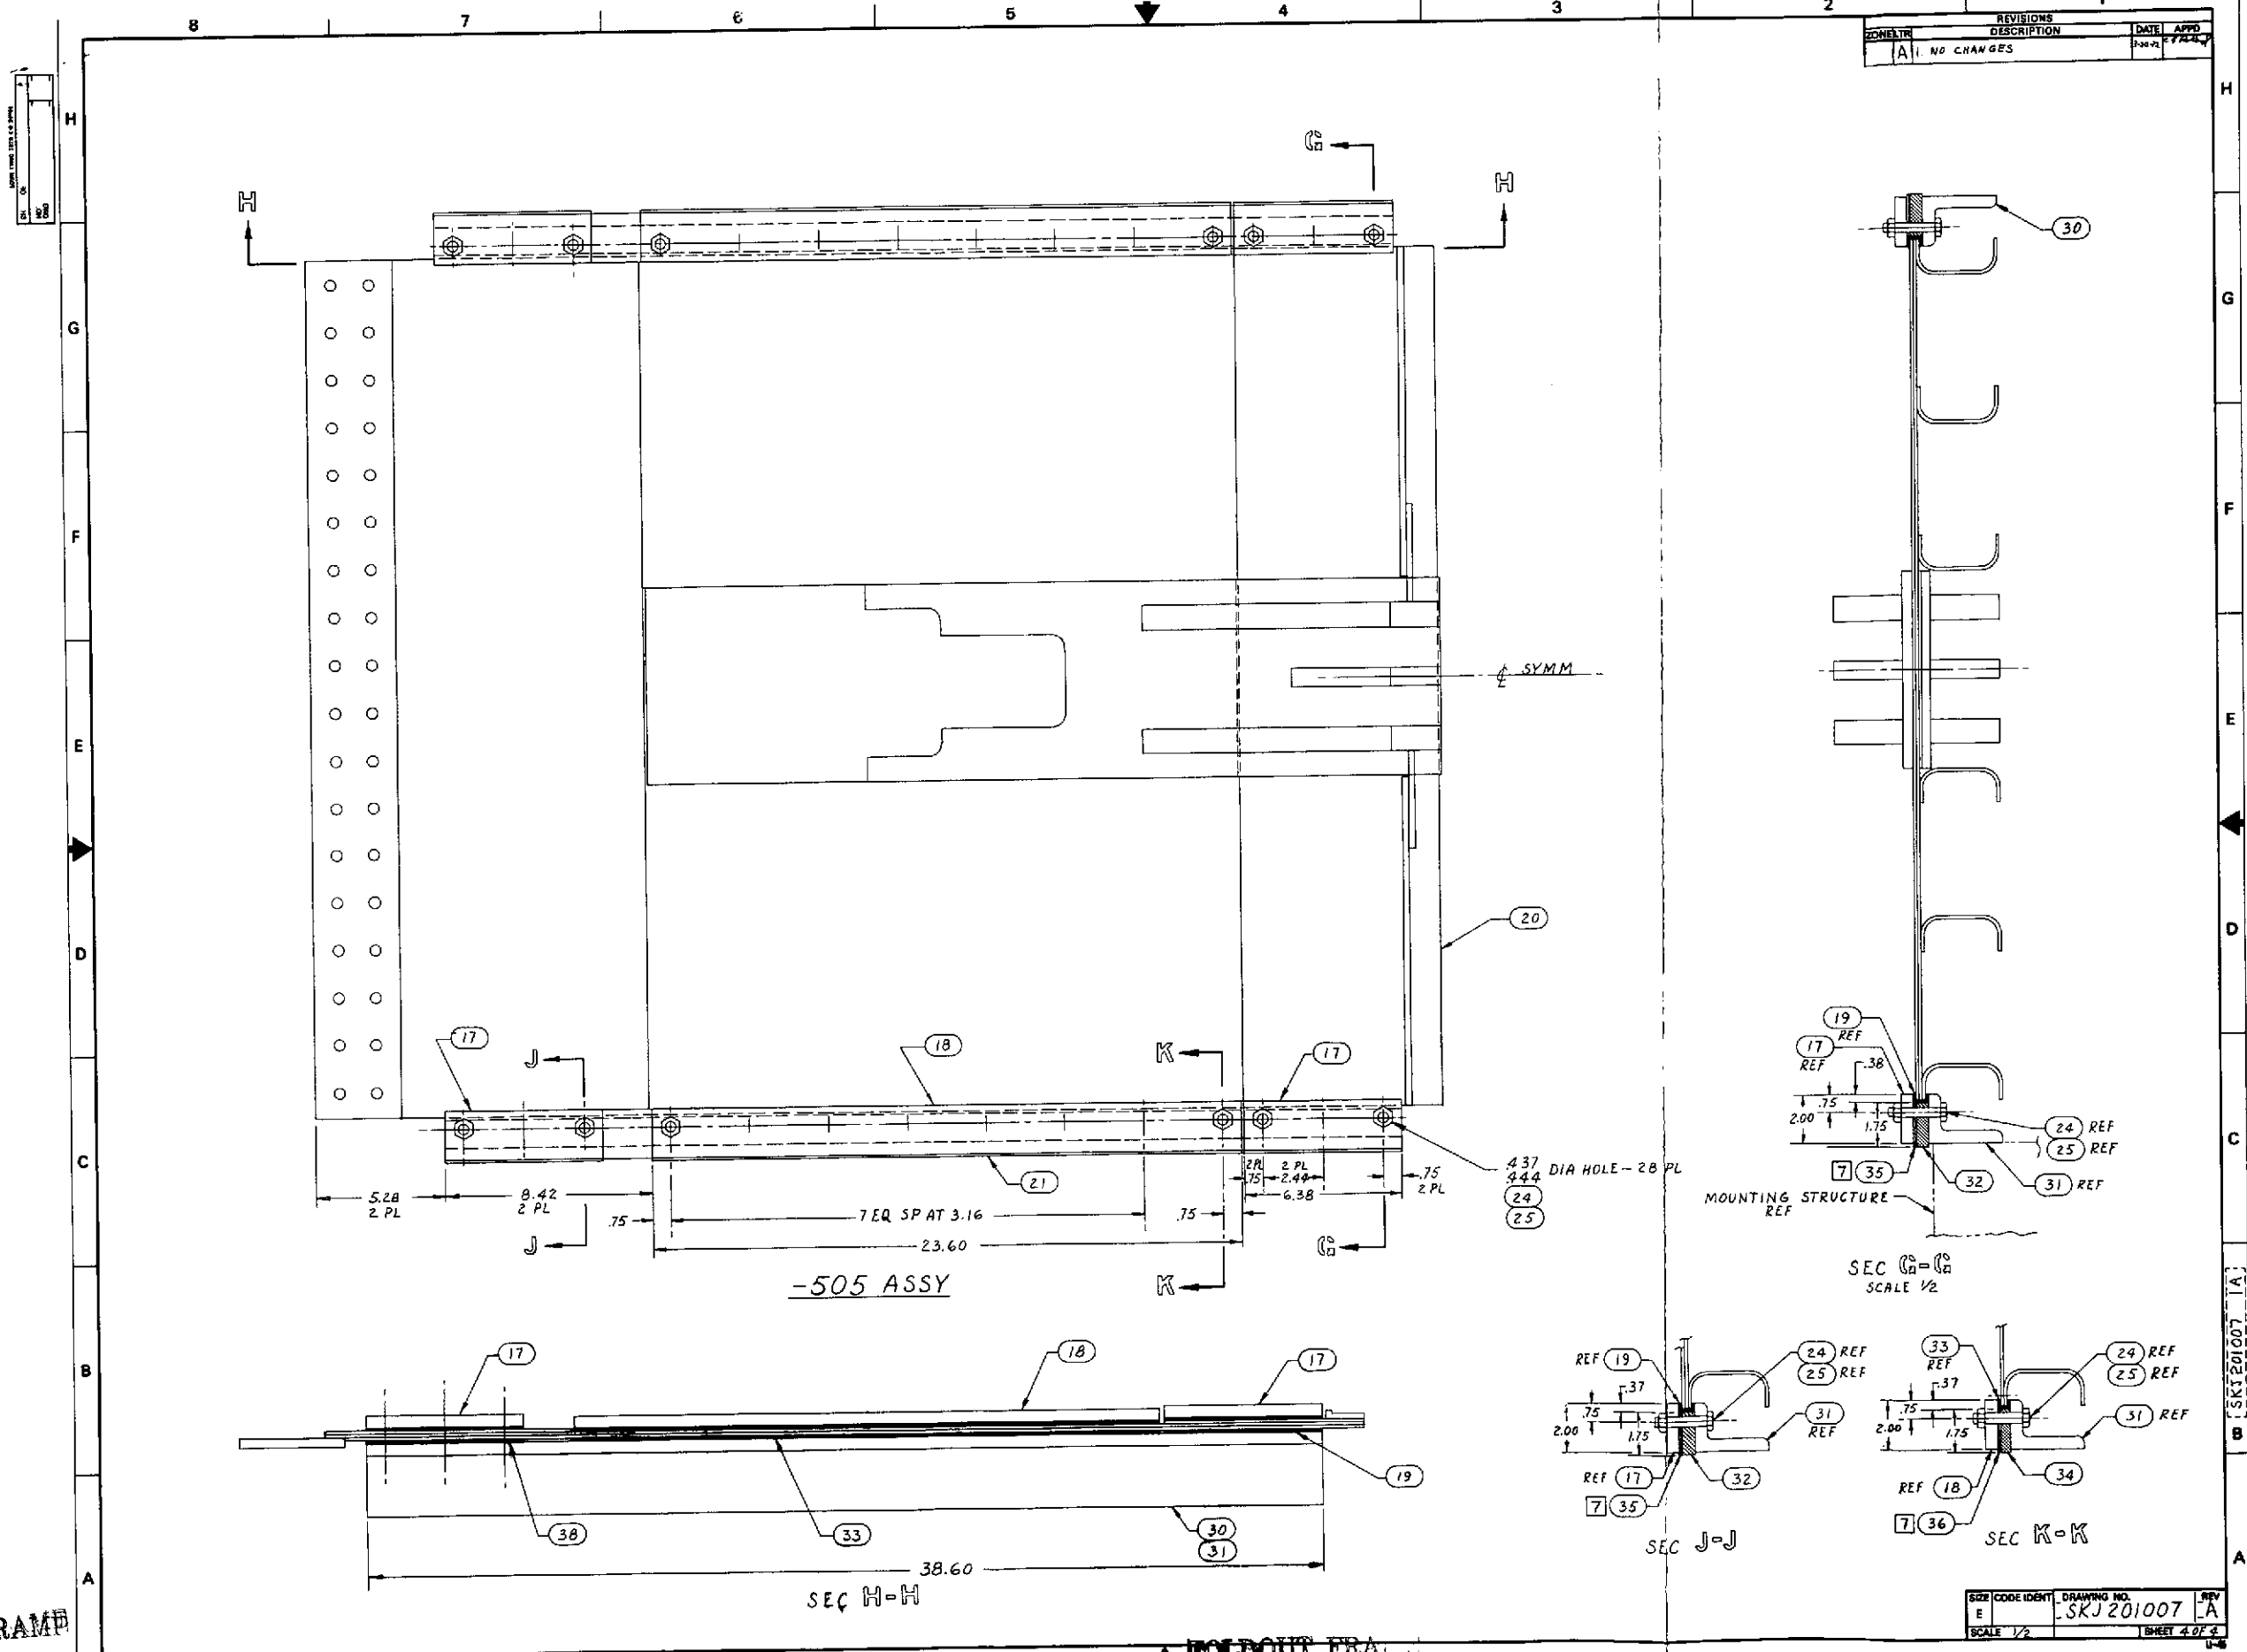 8 7 6 5 4 3 2
REVISIONS
ZONE LTR DESCRIPTION DATE APPD
A 1. NO CHANGES
H
G
F
E
D
C
B
A
H
G
F
E
D
C
B
A
G
H
H
30
℄ SYMM
20
17
J
18
K
17
19
REF
17
REF
.38
.75
2.00
1.75
24 REF
25 REF
7 35
32
31 REF
MOUNTING STRUCTURE
REF
SEC G-G
SCALE 1/2
21
5.28
2 PL
8.42
2 PL
.75
7 EQ SP AT 3.16
.75
2 PL
.75
2 PL
2.44
6.38
.75
2 PL
.437
.444 DIA HOLE - 28 PL
24
25
23.60
J
G
K
-505 ASSY
17
18
17
19
38
33
30
31
38.60
SEC H-H
REF 19
24 REF
25 REF
.37
.75
2.00
1.75
31
REF
REF 17
32
7 35
SEC J-J
33
REF
24 REF
25 REF
.37
.75
2.00
1.75
31 REF
REF 18
34
7 36
SEC K-K
SKJ201007 A
SIZE CODE IDENT DRAWING NO. REV
E SKJ 201007 A
SCALE 1/2 SHEET 4 OF 4